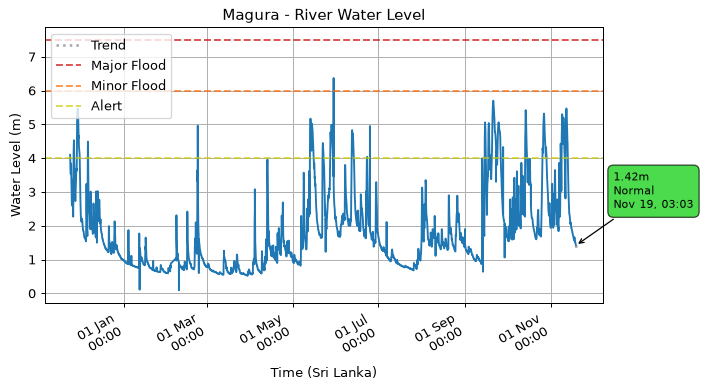 Magura - River Water Level
Trend
Major Flood
Minor Flood
Alert
Water Level (m)
7
6
5
4
3
2
1
0
1.42m
Normal
Nov 19, 03:03
01 Jan
00:00
01 Mar
00:00
01 May
00:00
01 Jul
00:00
01 Sep
00:00
01 Nov
00:00
Time (Sri Lanka)